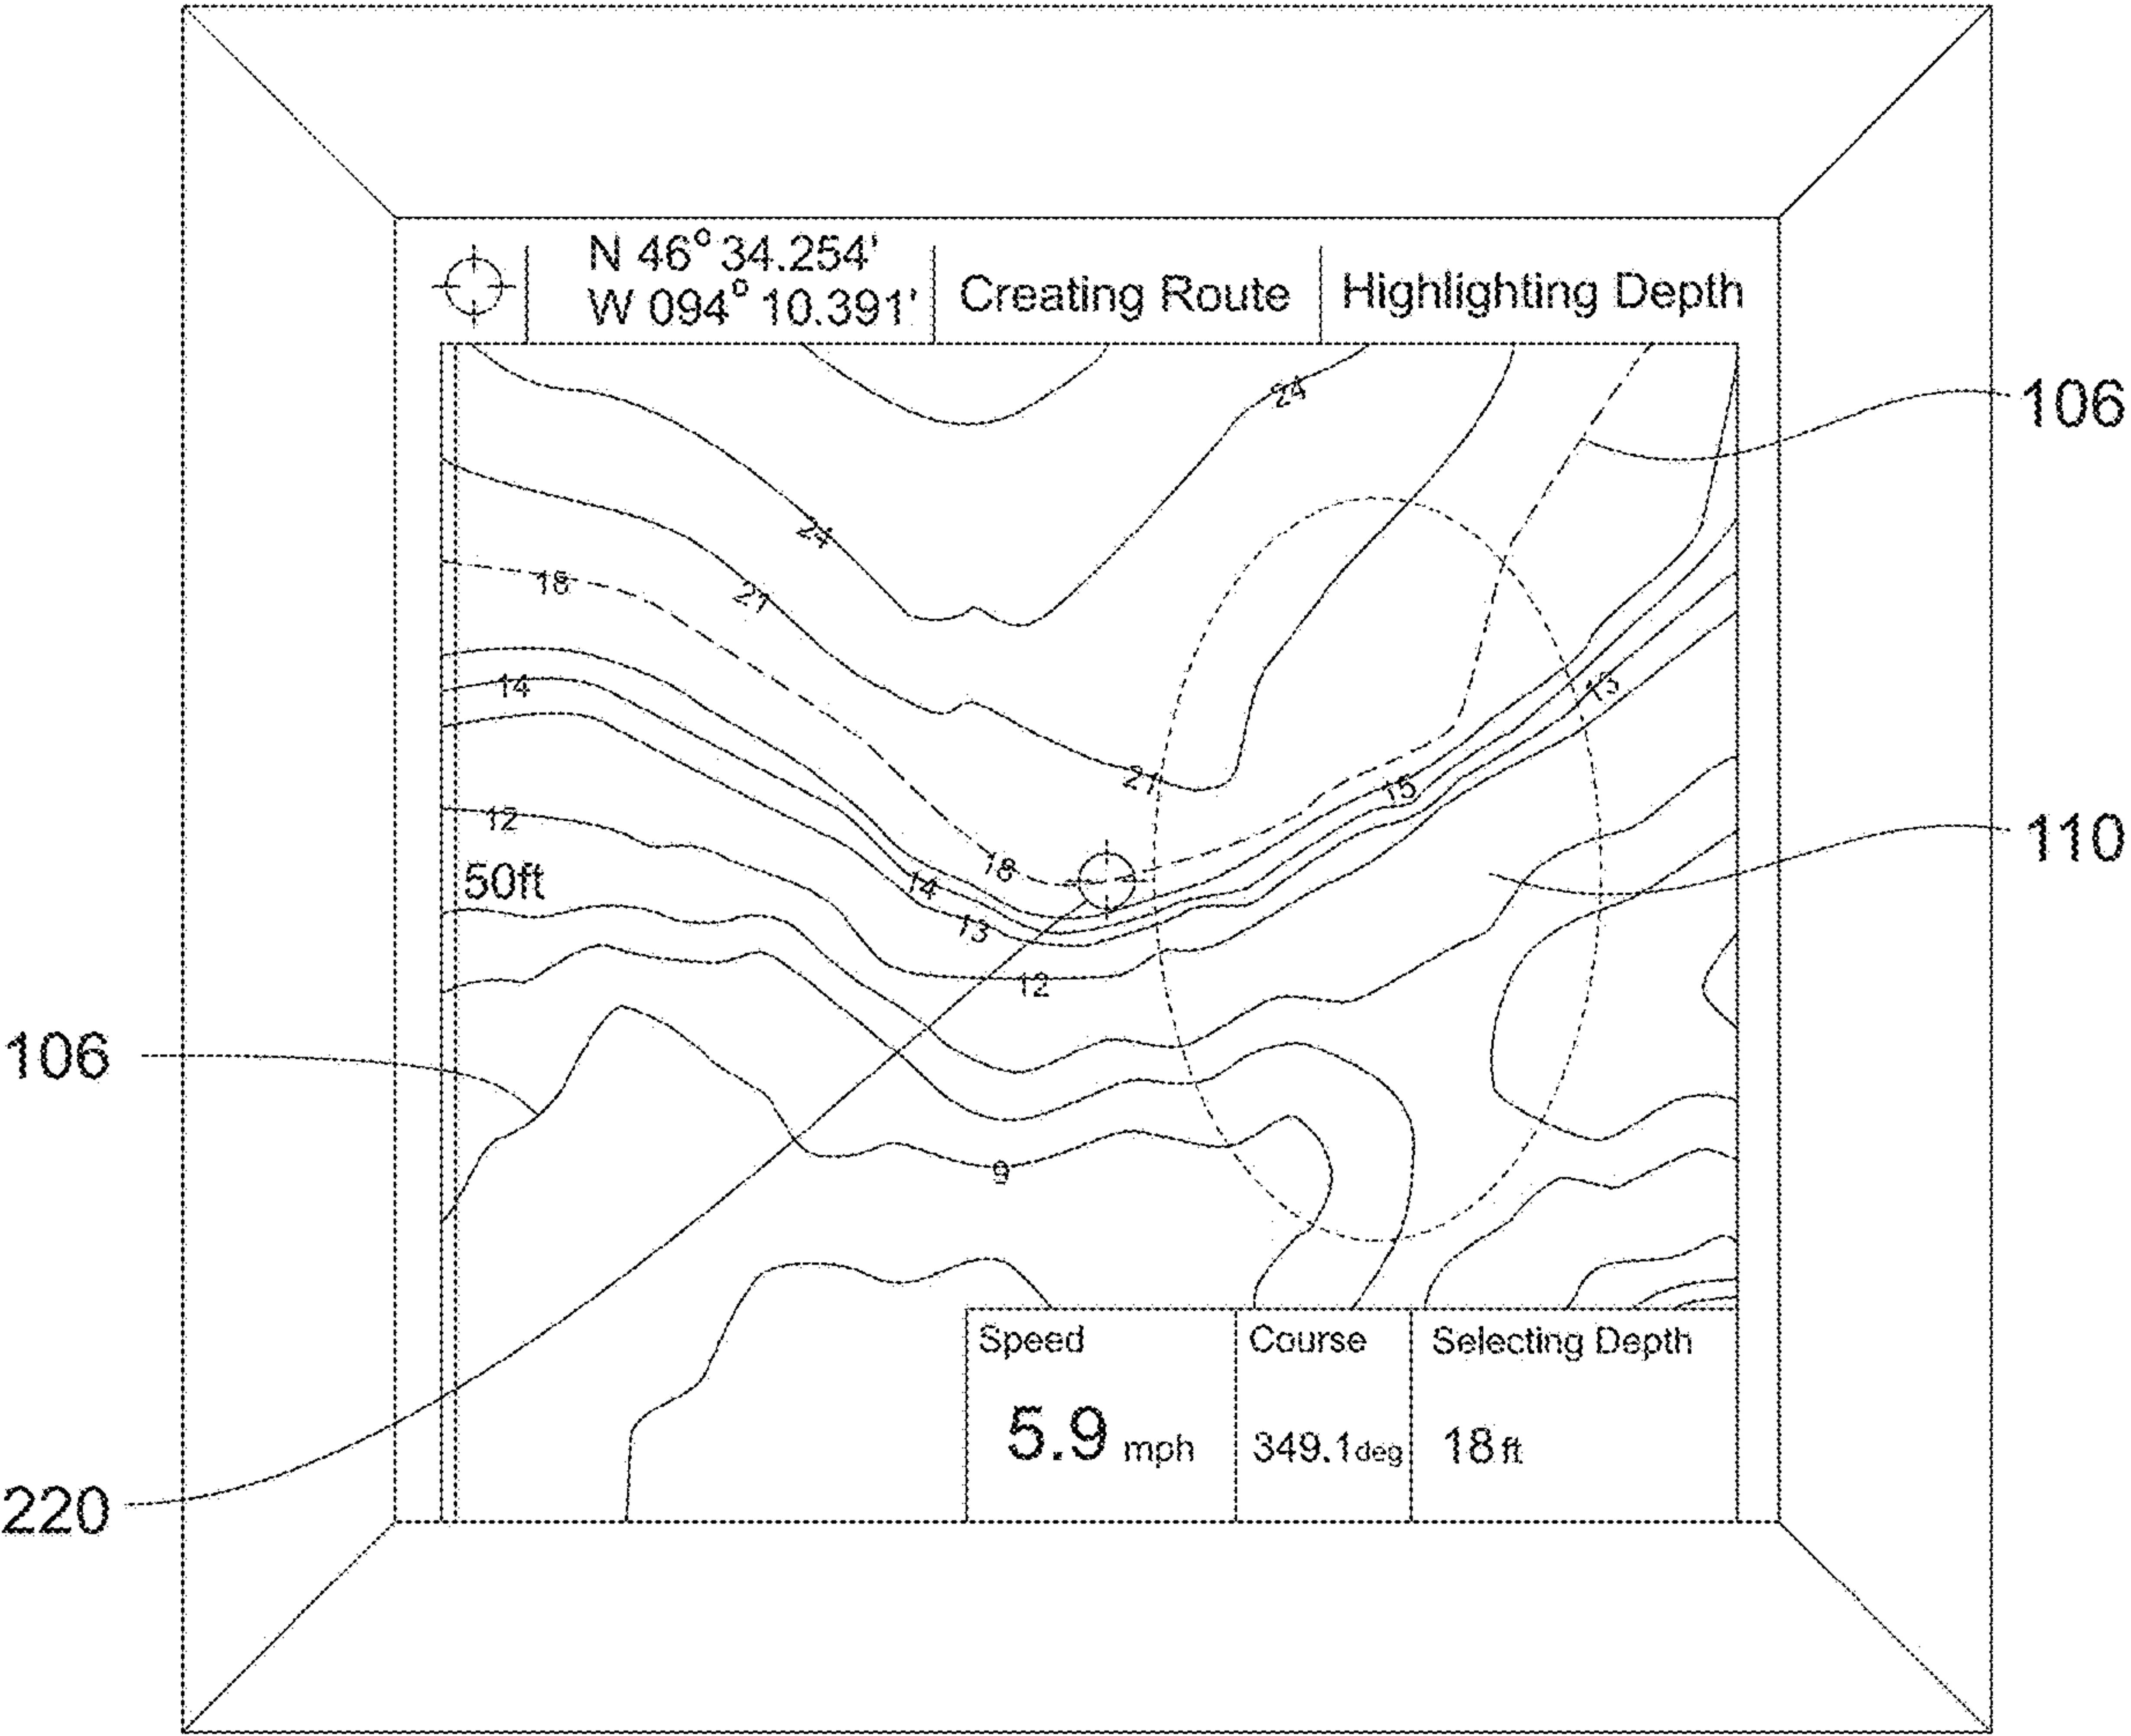 N 46° 34.254'
W 094° 10.391'
Creating Route
Highlighting Depth
24
106
24
18
21
14
13
21
15
12
110
50ft
18
14
13
12
106
9
Speed
Course
Selecting Depth
5.9 mph
349.1deg
18 ft
220